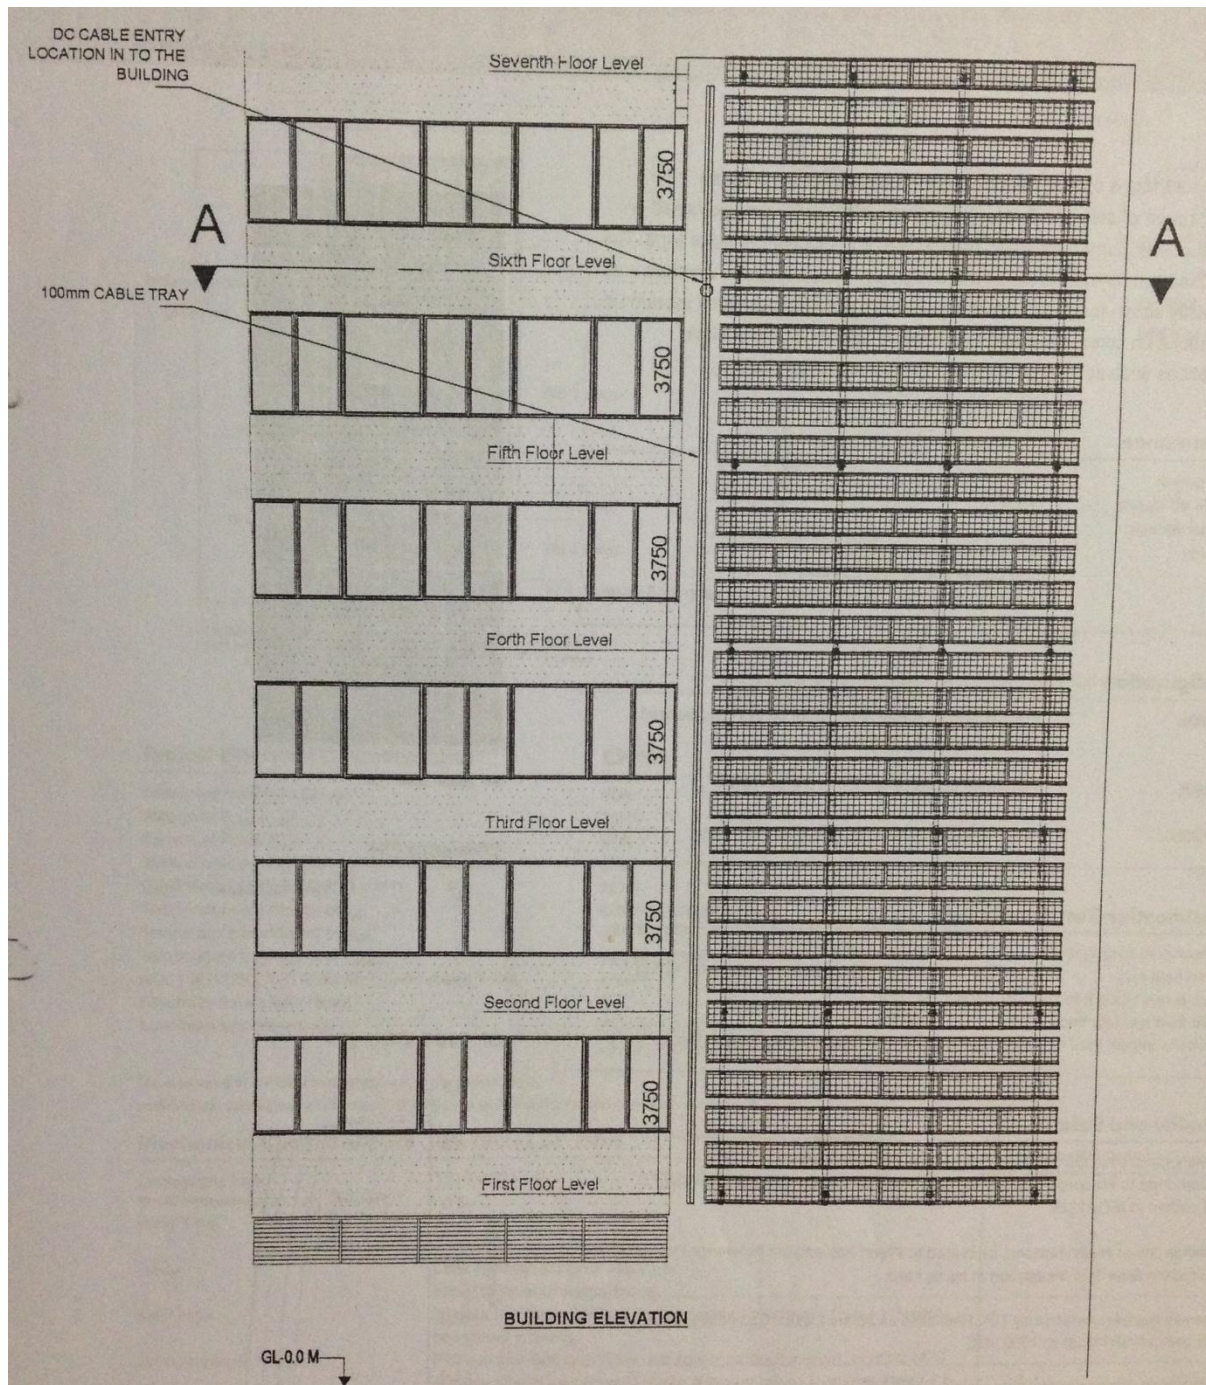 DC CABLE ENTRY
LOCATION IN TO THE
BUILDING
Seventh Floor Level
3750
A
A
Sixth Floor Level
100mm CABLE TRAY
3750
Fifth Floor Level
3750
Forth Floor Level
3750
Third Floor Level
3750
Second Floor Level
3750
First Floor Level
BUILDING ELEVATION
GL-0.0 M